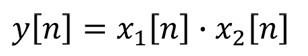 y[n] = x₁[n] · x₂[n]